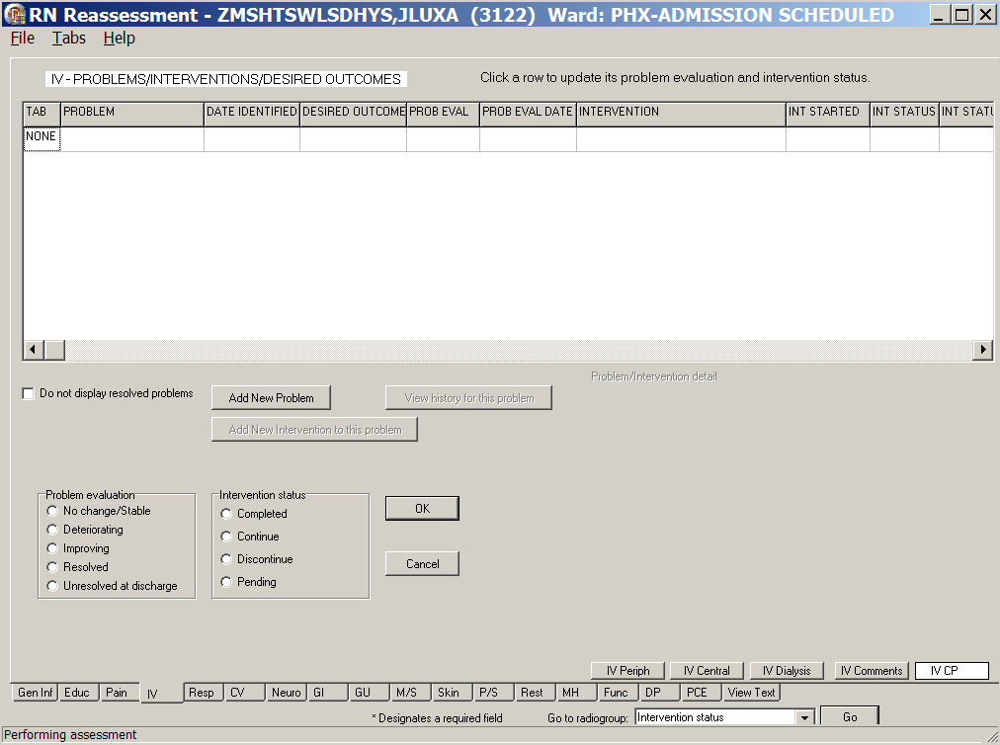 RN Reassessment - ZMSHTSWLSDHYS,JLUXA (3122) Ward: PHX-ADMISSION SCHEDULED
File Tabs Help
IV - PROBLEMS/INTERVENTIONS/DESIRED OUTCOMES
Click a row to update its problem evaluation and intervention status.
TAB PROBLEM DATE IDENTIFIED DESIRED OUTCOME PROB EVAL PROB EVAL DATE INTERVENTION INT STARTED INT STATUS INT STATU
NONE
Problem/Intervention detail
Do not display resolved problems Add New Problem View history for this problem
Add New Intervention to this problem
Problem evaluation
No change/Stable
Deteriorating
Improving
Resolved
Unresolved at discharge
Intervention status
Completed
Continue
Discontinue
Pending
OK
Cancel
IV Periph IV Central IV Dialysis IV Comments IV CP
Gen Inf Educ Pain IV Resp CV Neuro GI GU M/S Skin P/S Rest MH Func DP PCE View Text
* Designates a required field Go to radiogroup: Intervention status Go
Performing assessment